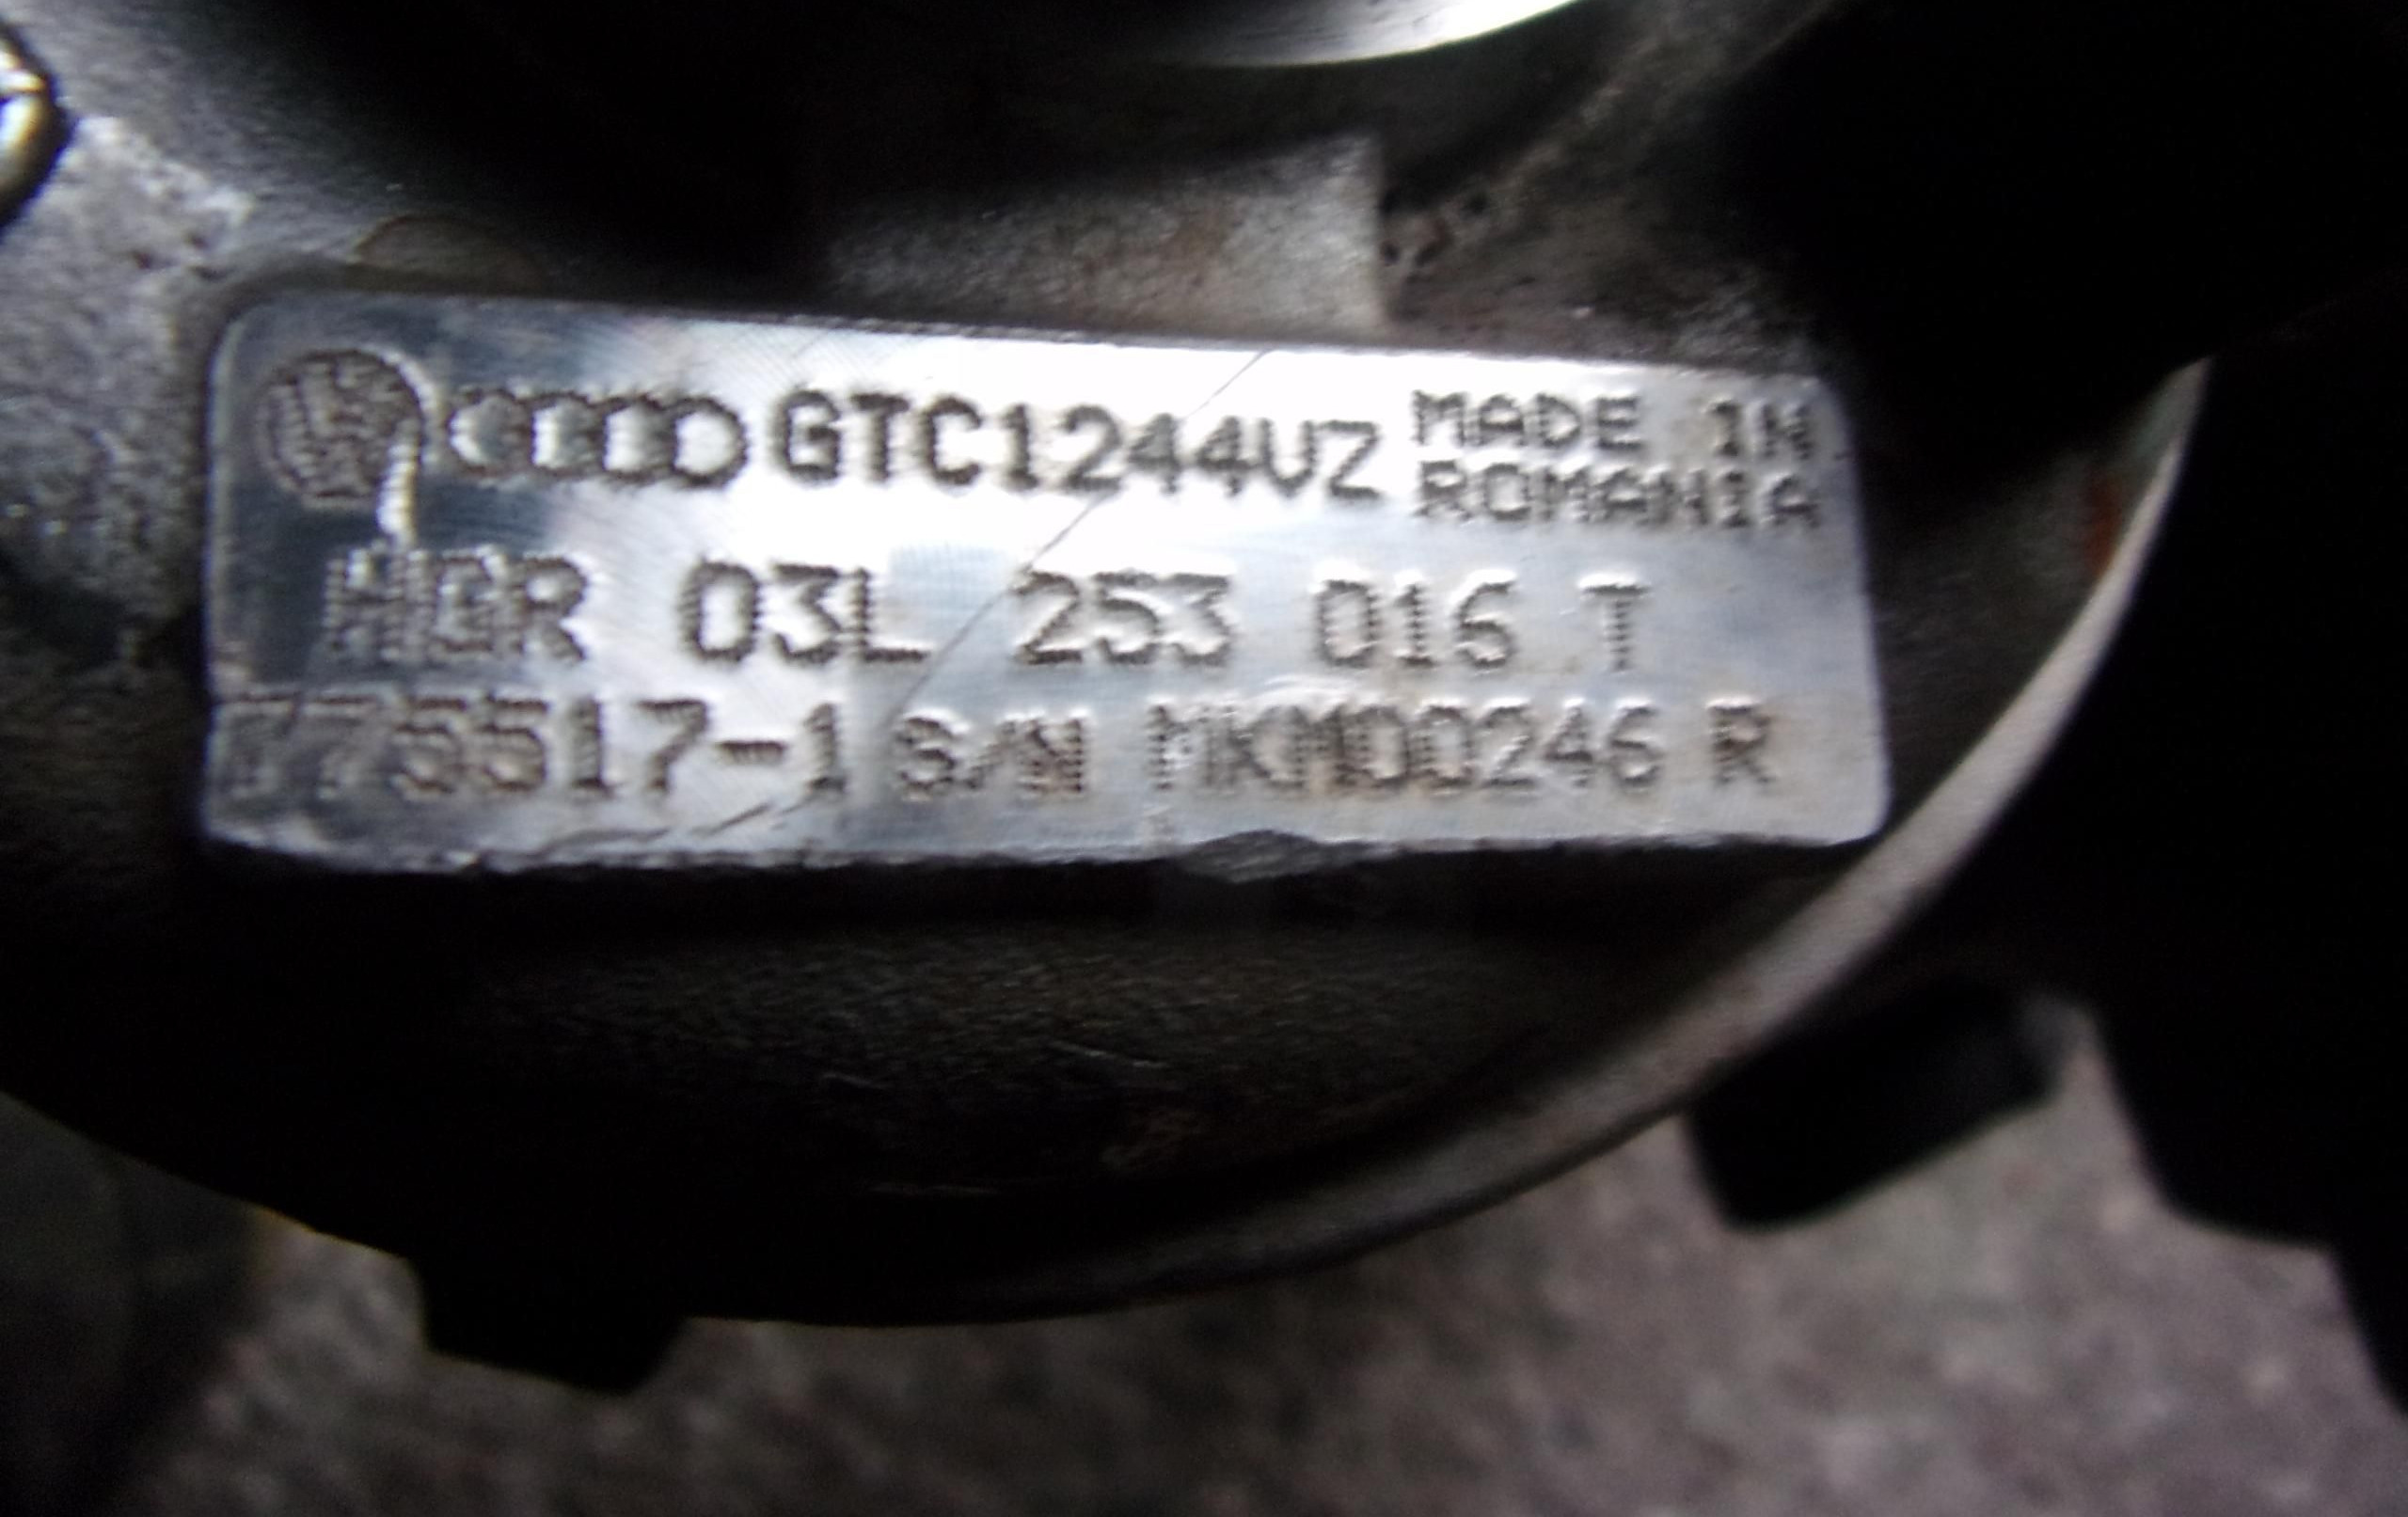 GTC1244VZ MADE IN
ROMANIA
HGR 03L 253 016 T
775517-1 S/N MKM00246 R